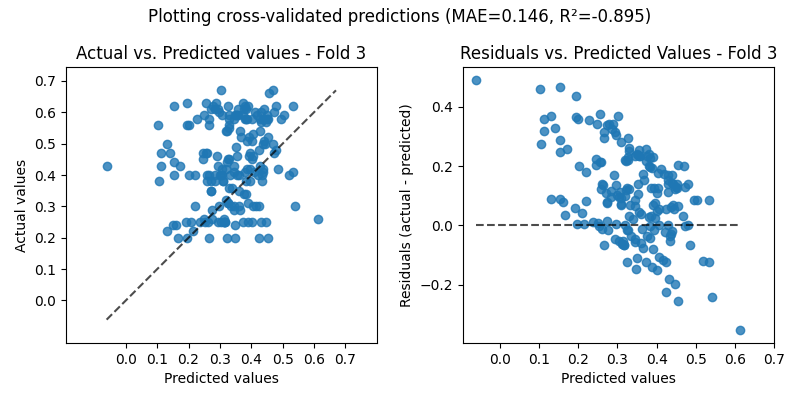 Plotting cross-validated predictions (MAE=0.146, R²=-0.895)
Actual vs. Predicted values - Fold 3
Actual values
0.7
0.6
0.5
0.4
0.3
0.2
0.1
0.0
0.0 0.1 0.2 0.3 0.4 0.5 0.6 0.7
Predicted values
Residuals vs. Predicted Values - Fold 3
Residuals (actual - predicted)
0.4
0.2
0.0
−0.2
0.0 0.1 0.2 0.3 0.4 0.5 0.6 0.7
Predicted values